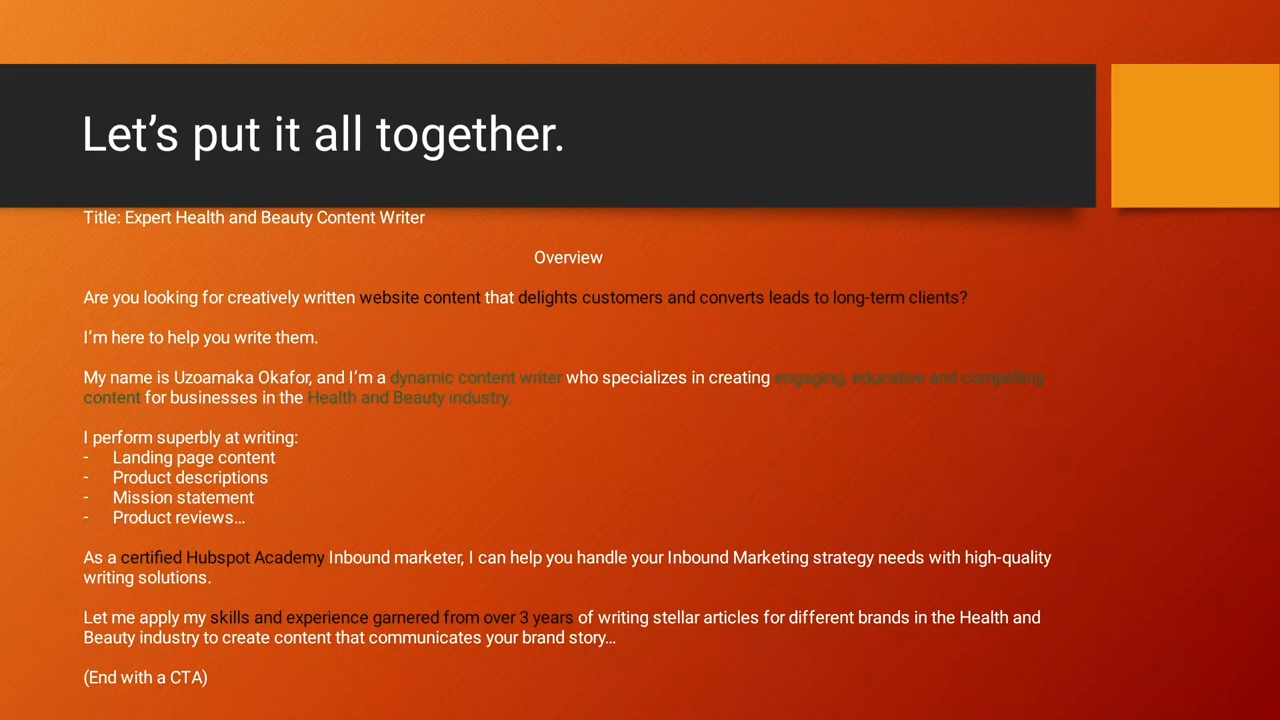 Let’s put it all together.
Title: Expert Health and Beauty Content Writer
Overview
Are you looking for creatively written website content that delights customers and converts leads to long-term clients?
I’m here to help you write them.
My name is Uzoamaka Okafor, and I’m a dynamic content writer who specializes in creating engaging, educative and compelling
content for businesses in the Health and Beauty industry.
I perform superbly at writing:
- Landing page content
- Product descriptions
- Mission statement
- Product reviews…
As a certified Hubspot Academy Inbound marketer, I can help you handle your Inbound Marketing strategy needs with high-quality
writing solutions.
Let me apply my skills and experience garnered from over 3 years of writing stellar articles for different brands in the Health and
Beauty industry to create content that communicates your brand story…
(End with a CTA)